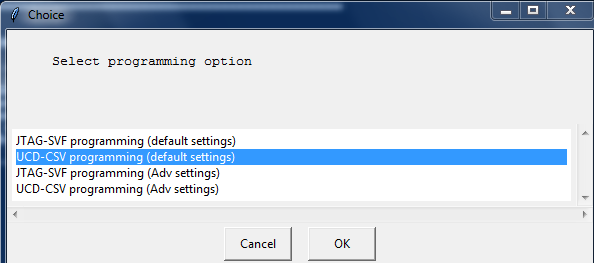 Choice
Select programming option
JTAG-SVF programming (default settings)
UCD-CSV programming (default settings)
JTAG-SVF programming (Adv settings)
UCD-CSV programming (Adv settings)
Cancel OK